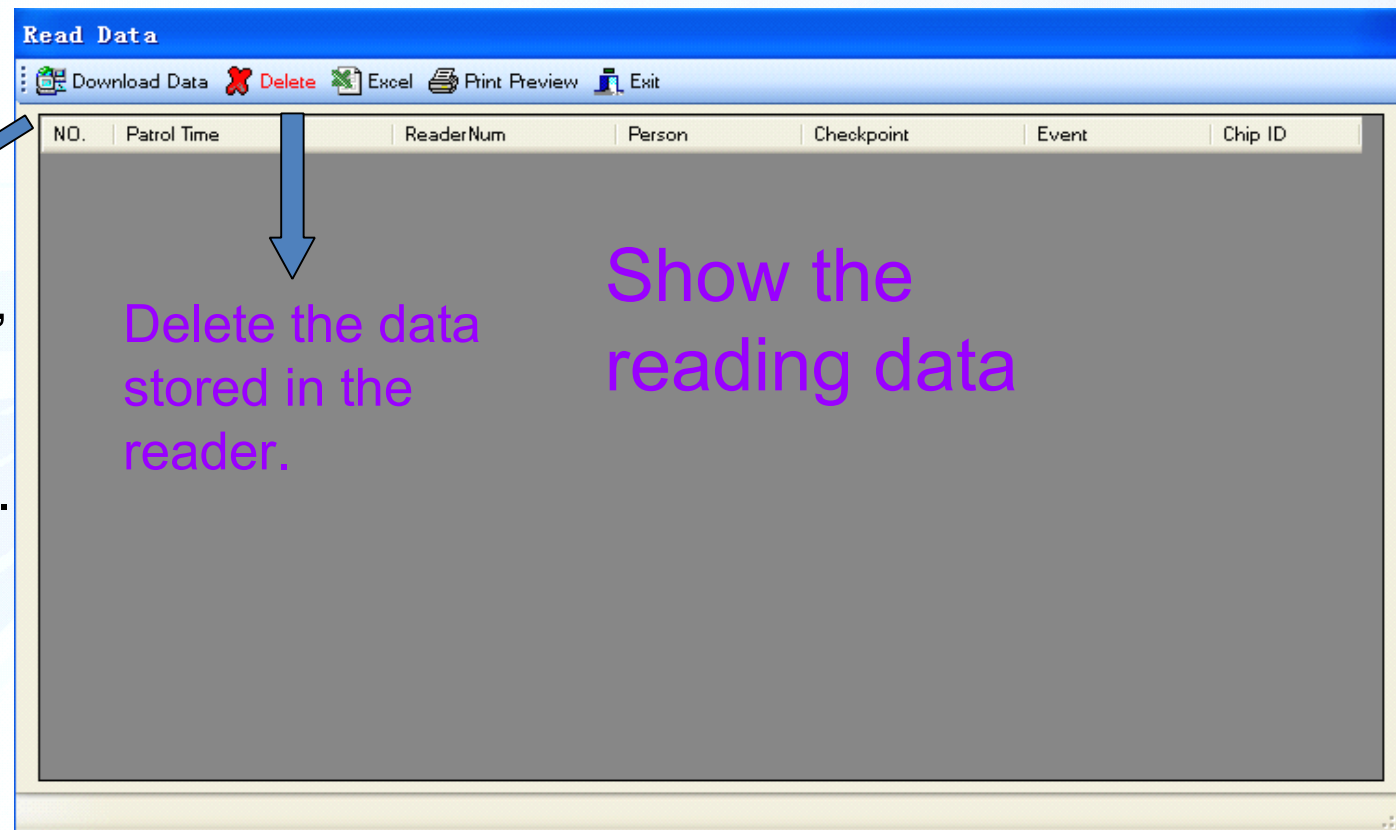 Read Data
Download Data Delete Excel Print Preview Exit
NO. Patrol Time ReaderNum Person Checkpoint Event Chip ID
Show the
reading data
Delete the data
stored in the
reader.
,
.